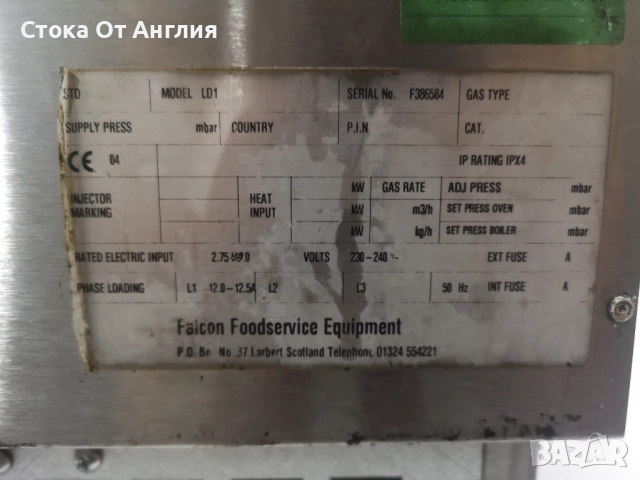 Стока От Англия
STD MODEL LD1 SERIAL No. F386584 GAS TYPE
SUPPLY PRESS mbar COUNTRY P.I.N CAT.
CE 04 IP RATING IPX4
INJECTOR MARKING HEAT INPUT kW GAS RATE ADJ PRESS mbar
kW m3/h SET PRESS OVEN mbar
kW kg/h SET PRESS BOILER mbar
RATED ELECTRIC INPUT 2.75 VOLTS 230-240 ~ EXT FUSE A
PHASE LOADING L1 12.0-12.5A L2 L3 50 Hz INT FUSE A
Falcon Foodservice Equipment
P.O. No 37 Larbert Scotland Telephone 01324 554221
BAZAR